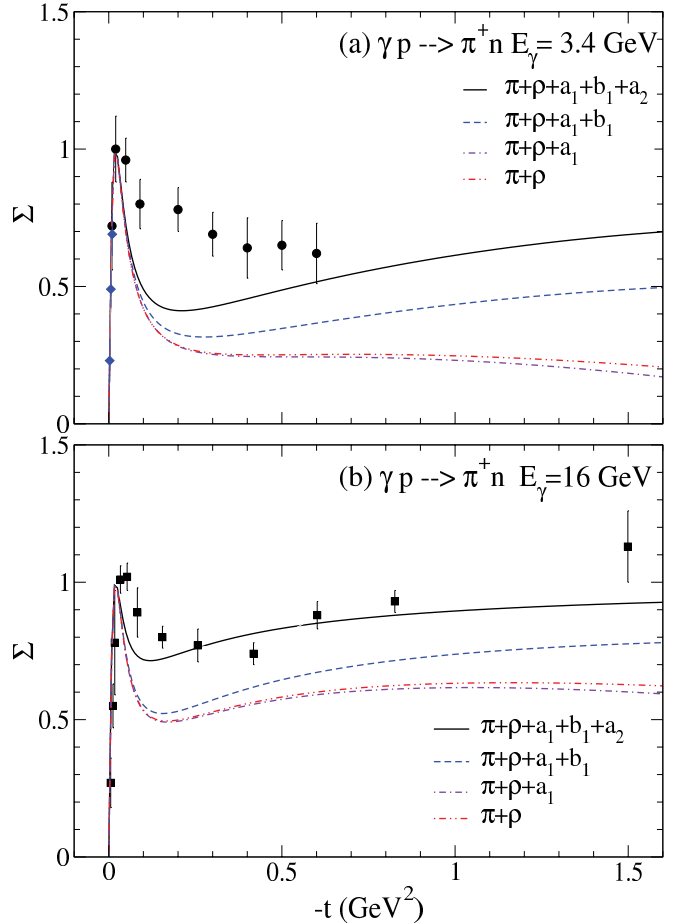 1.5
(a) γ p --> π⁺n E_γ= 3.4 GeV
π+ρ+a₁+b₁+a₂
π+ρ+a₁+b₁
π+ρ+a₁
π+ρ
1
Σ
0.5
0
1.5
(b) γ p --> π⁺n E_γ=16 GeV
1
Σ
0.5
π+ρ+a₁+b₁+a₂
π+ρ+a₁+b₁
π+ρ+a₁
π+ρ
0
0 0.5 1 1.5
-t (GeV²)